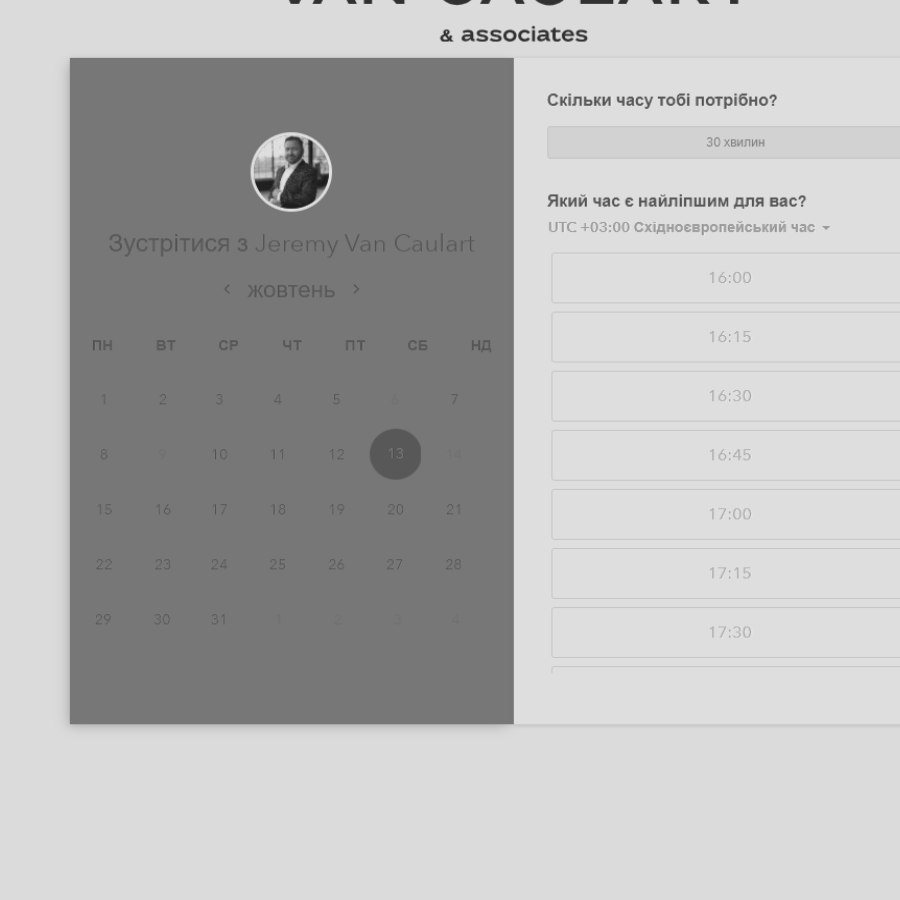 VAN CAULART
& associates
Зустрітися з Jeremy Van Caulart
жовтень
ПН ВТ СР ЧТ ПТ СБ НД
1 2 3 4 5 6 7
8 9 10 11 12 13 14
15 16 17 18 19 20 21
22 23 24 25 26 27 28
29 30 31 1 2 3 4
Скільки часу тобі потрібно?
30 хвилин
Який час є найліпшим для вас?
UTC +03:00 Східноєвропейський час
16:00
16:15
16:30
16:45
17:00
17:15
17:30